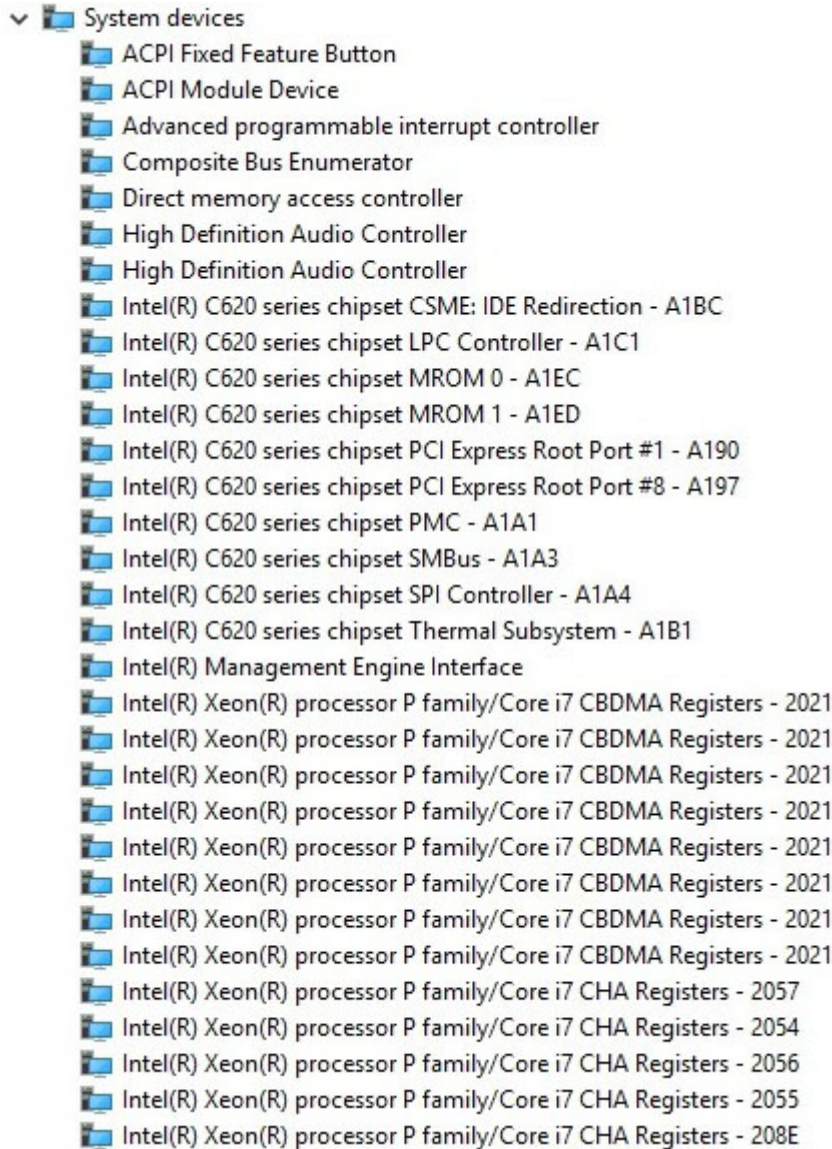 System devices
ACPI Fixed Feature Button
ACPI Module Device
Advanced programmable interrupt controller
Composite Bus Enumerator
Direct memory access controller
High Definition Audio Controller
High Definition Audio Controller
Intel(R) C620 series chipset CSME: IDE Redirection - A1BC
Intel(R) C620 series chipset LPC Controller - A1C1
Intel(R) C620 series chipset MROM 0 - A1EC
Intel(R) C620 series chipset MROM 1 - A1ED
Intel(R) C620 series chipset PCI Express Root Port #1 - A190
Intel(R) C620 series chipset PCI Express Root Port #8 - A197
Intel(R) C620 series chipset PMC - A1A1
Intel(R) C620 series chipset SMBus - A1A3
Intel(R) C620 series chipset SPI Controller - A1A4
Intel(R) C620 series chipset Thermal Subsystem - A1B1
Intel(R) Management Engine Interface
Intel(R) Xeon(R) processor P family/Core i7 CBDMA Registers - 2021
Intel(R) Xeon(R) processor P family/Core i7 CBDMA Registers - 2021
Intel(R) Xeon(R) processor P family/Core i7 CBDMA Registers - 2021
Intel(R) Xeon(R) processor P family/Core i7 CBDMA Registers - 2021
Intel(R) Xeon(R) processor P family/Core i7 CBDMA Registers - 2021
Intel(R) Xeon(R) processor P family/Core i7 CBDMA Registers - 2021
Intel(R) Xeon(R) processor P family/Core i7 CBDMA Registers - 2021
Intel(R) Xeon(R) processor P family/Core i7 CBDMA Registers - 2021
Intel(R) Xeon(R) processor P family/Core i7 CHA Registers - 2057
Intel(R) Xeon(R) processor P family/Core i7 CHA Registers - 2054
Intel(R) Xeon(R) processor P family/Core i7 CHA Registers - 2056
Intel(R) Xeon(R) processor P family/Core i7 CHA Registers - 2055
Intel(R) Xeon(R) processor P family/Core i7 CHA Registers - 208E